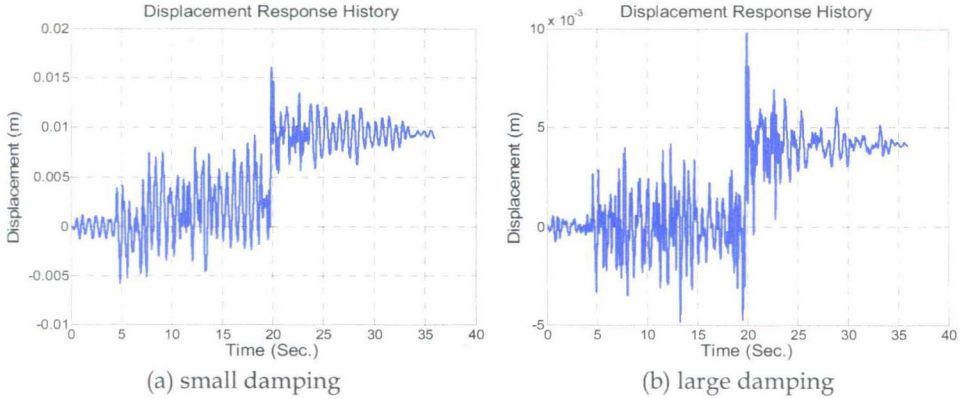 Displacement Response History
0.02
0.015
0.01
0.005
0
-0.005
-0.01
Displacement (m)
0 5 10 15 20 25 30 35 40
Time (Sec.)
(a) small damping
Displacement Response History
10 x 10⁻³
5
0
-5
Displacement (m)
0 5 10 15 20 25 30 35 40
Time (Sec.)
(b) large damping